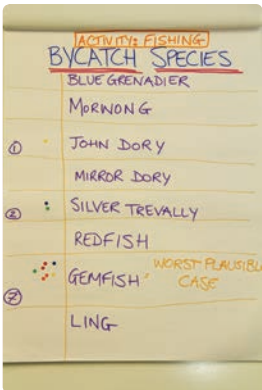 ACTIVITY: FISHING
BYCATCH SPECIES
BLUE GRENADIER
MORWONG
① JOHN DORY
MIRROR DORY
② SILVER TREVALLY
REDFISH
WORST PLAUSIBLE
GEMFISH CASE
⑦
LING